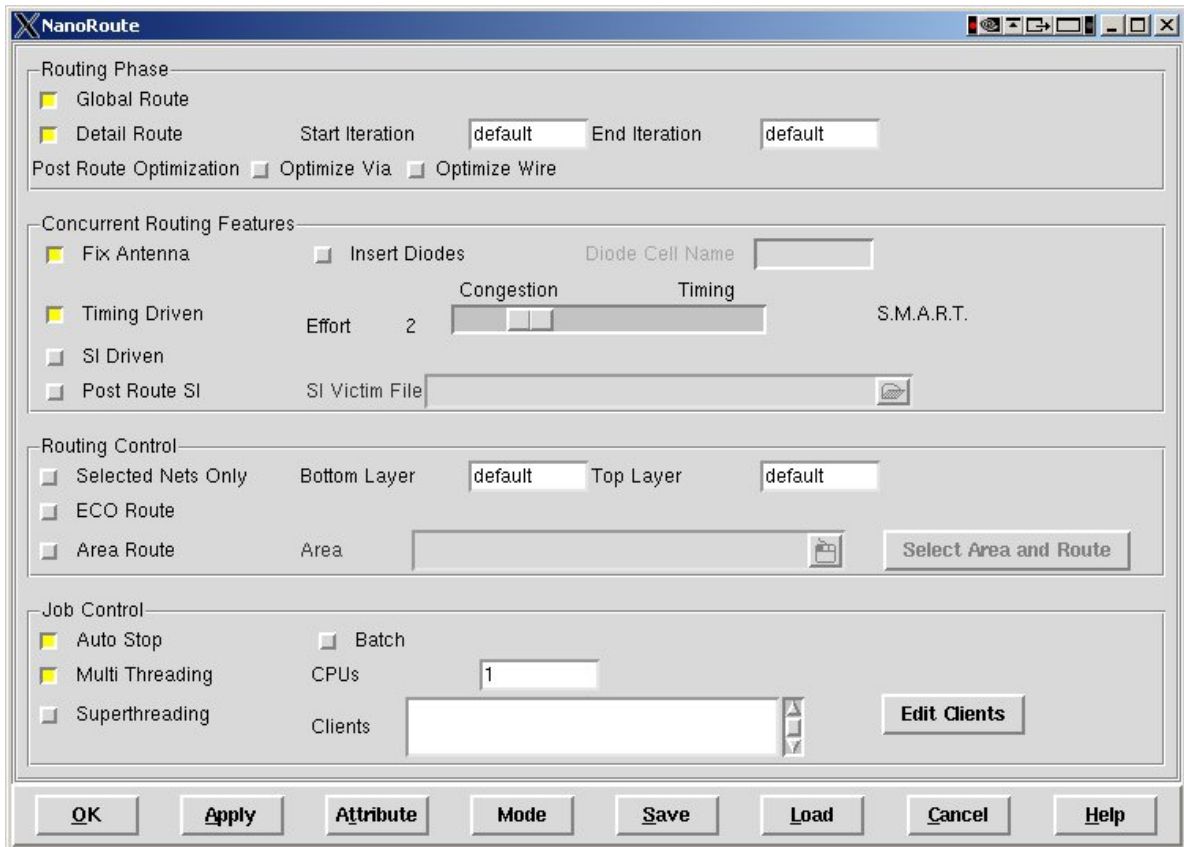 NanoRoute
Routing Phase
Global Route
Detail Route Start Iteration default End Iteration default
Post Route Optimization Optimize Via Optimize Wire
Concurrent Routing Features
Fix Antenna Insert Diodes Diode Cell Name
Congestion Timing
Timing Driven Effort 2 S.M.A.R.T.
SI Driven
Post Route SI SI Victim File
Routing Control
Selected Nets Only Bottom Layer default Top Layer default
ECO Route
Area Route Area Select Area and Route
Job Control
Auto Stop Batch
Multi Threading CPUs 1
Superthreading Clients Edit Clients
OK Apply Attribute Mode Save Load Cancel Help